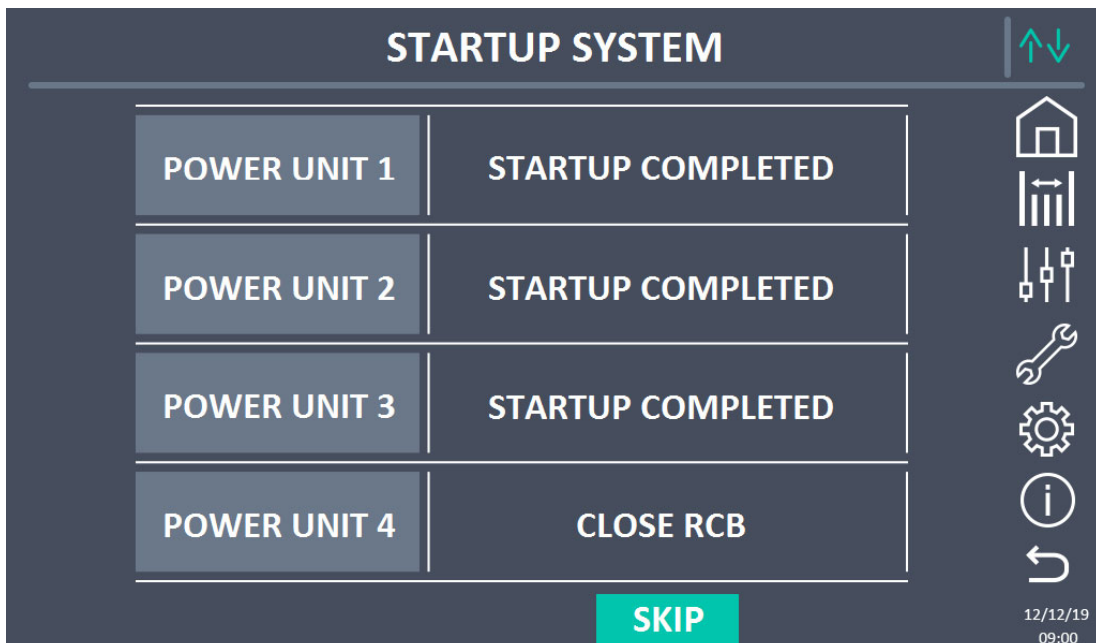 STARTUP SYSTEM
POWER UNIT 1
STARTUP COMPLETED
POWER UNIT 2
STARTUP COMPLETED
POWER UNIT 3
STARTUP COMPLETED
POWER UNIT 4
CLOSE RCB
SKIP
12/12/19
09:00